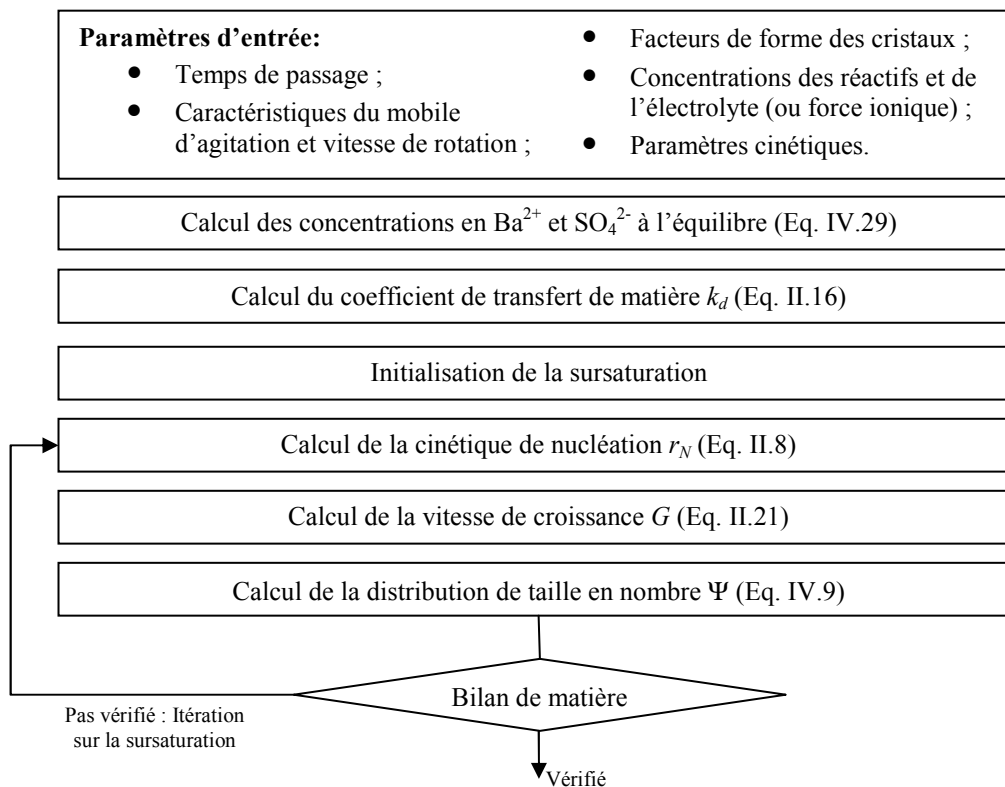 Paramètres d'entrée:
● Temps de passage ;
● Caractéristiques du mobile
d'agitation et vitesse de rotation ;
● Facteurs de forme des cristaux ;
● Concentrations des réactifs et de
l'électrolyte (ou force ionique) ;
● Paramètres cinétiques.
Calcul des concentrations en Ba²⁺ et SO₄²⁻ à l'équilibre (Eq. IV.29)
Calcul du coefficient de transfert de matière k_d (Eq. II.16)
Initialisation de la sursaturation
Calcul de la cinétique de nucléation r_N (Eq. II.8)
Calcul de la vitesse de croissance G (Eq. II.21)
Calcul de la distribution de taille en nombre Ψ (Eq. IV.9)
Bilan de matière
Pas vérifié : Itération
sur la sursaturation
Vérifié